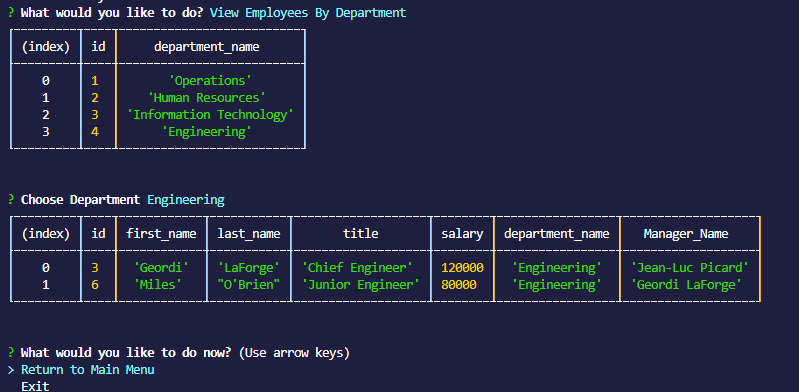 ? What would you like to do? View Employees By Department
(index) id department_name
0 1 'Operations'
1 2 'Human Resources'
2 3 'Information Technology'
3 4 'Engineering'
? Choose Department Engineering
(index) id first_name last_name title salary department_name Manager_Name
0 3 'Geordi' 'LaForge' 'Chief Engineer' 120000 'Engineering' 'Jean-Luc Picard'
1 6 'Miles' "O'Brien" 'Junior Engineer' 80000 'Engineering' 'Geordi LaForge'
? What would you like to do now? (Use arrow keys)
> Return to Main Menu
Exit